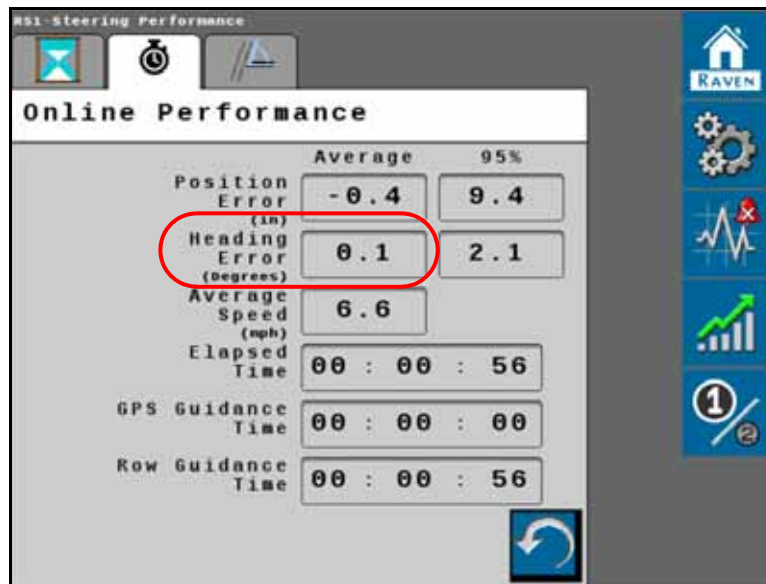 RS1-Steering Performance
RAVEN
Online Performance
Average 95%
Position
Error
(in)
-0.4 9.4
Heading
Error
(Degrees)
0.1 2.1
Average
Speed
(mph)
6.6
Elapsed
Time
00 : 00 : 56
GPS Guidance
Time
00 : 00 : 00
Row Guidance
Time
00 : 00 : 56
1
2